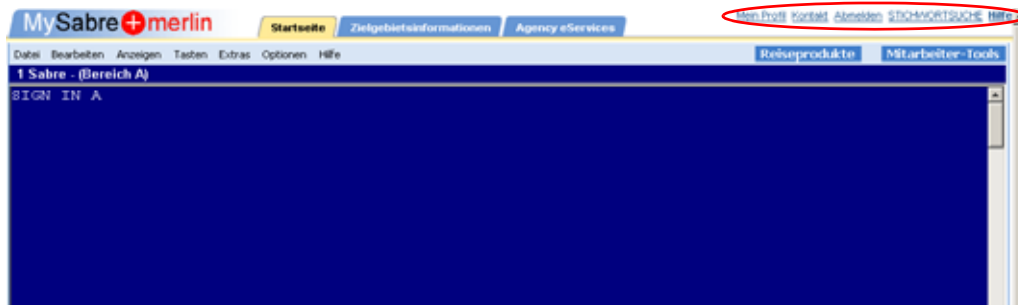 MySabre merlin Startseite Zielgebietsinformationen Agency eServices Mein Profil Kontakt Abmelden STICHWORTSUCHE Hilfe
Datei Bearbeiten Anzeigen Tasten Extras Optionen Hilfe Reiseprodukte Mitarbeiter-Tools
1 Sabre - (Bereich A)
SIGN IN A